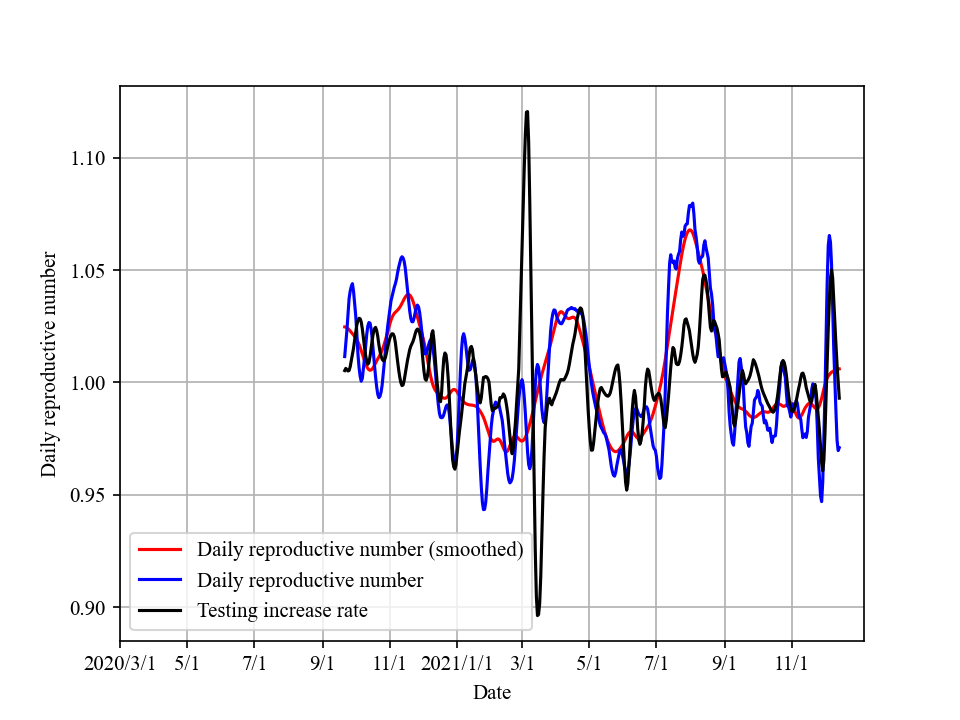 1.10
1.05
1.00
0.95
0.90
Daily reproductive number
Daily reproductive number (smoothed)
Daily reproductive number
Testing increase rate
2020/3/1 5/1 7/1 9/1 11/1 2021/1/1 3/1 5/1 7/1 9/1 11/1
Date